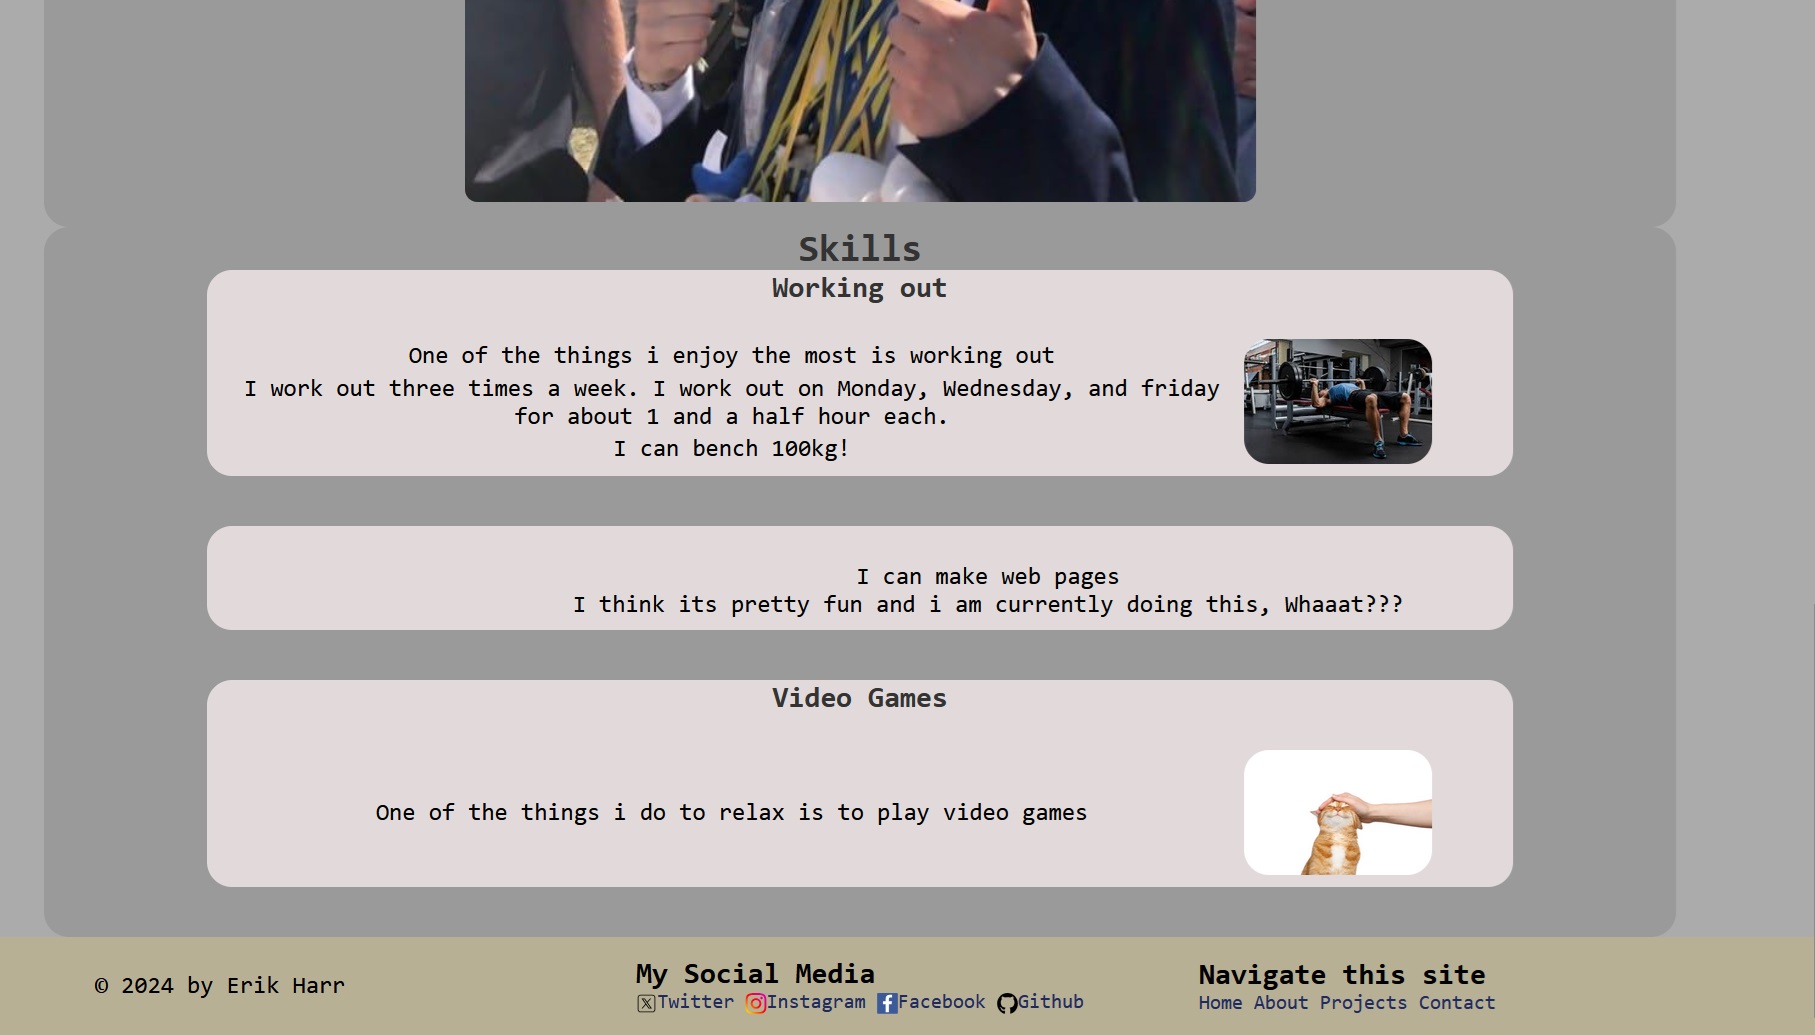 Skills
Working out
One of the things i enjoy the most is working out
I work out three times a week. I work out on Monday, Wednesday, and friday
for about 1 and a half hour each.
I can bench 100kg!
I can make web pages
I think its pretty fun and i am currently doing this, Whaaat???
Video Games
One of the things i do to relax is to play video games
© 2024 by Erik Harr
My Social Media
Twitter Instagram Facebook Github
Navigate this site
Home About Projects Contact